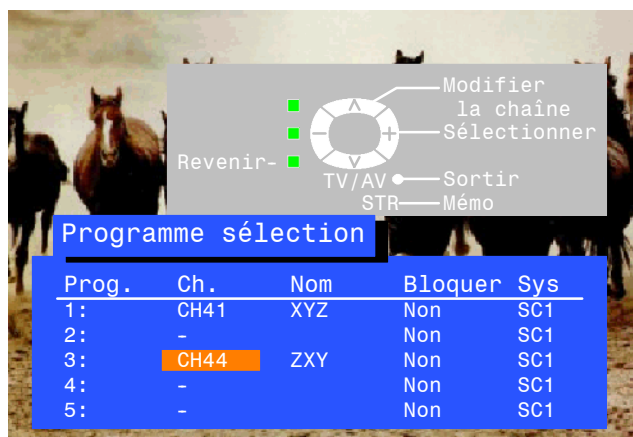 Modifier
la chaîne
Sélectionner
Revenir-
TV/AV Sortir
STR Mémo
Programme sélection
Prog. Ch. Nom Bloquer Sys
1: CH41 XYZ Non SC1
2: - Non SC1
3: CH44 ZXY Non SC1
4: - Non SC1
5: - Non SC1